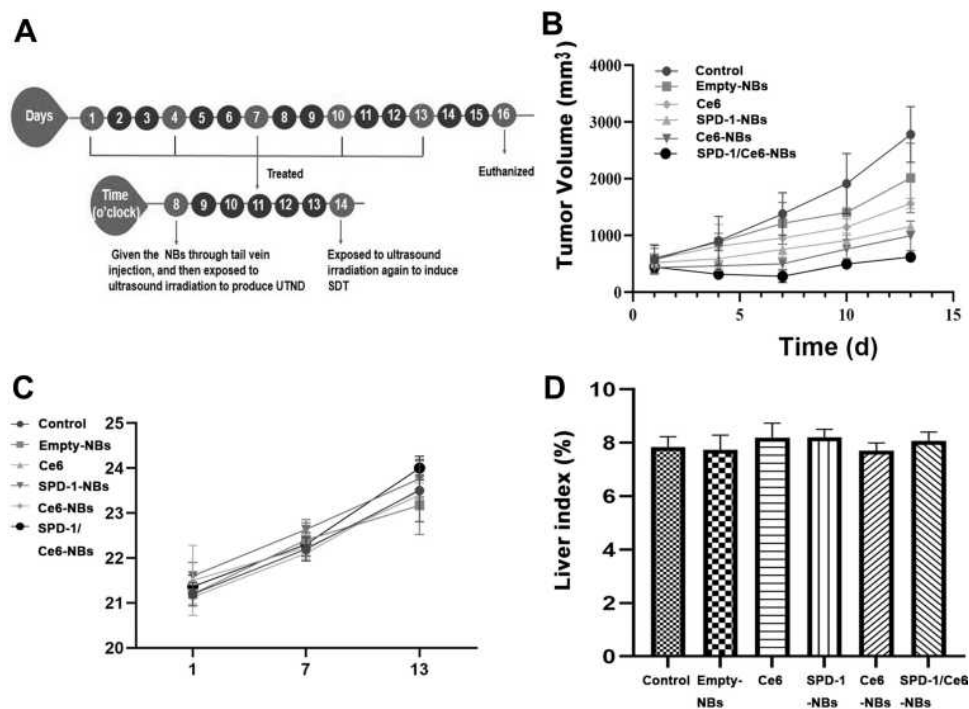 A
Days
1 2 3 4 5 6 7 8 9 10 11 12 13 14 15 16
Treated
Euthanized
Time
(o'clock)
8 9 10 11 12 13 14
Given the NBs through tail vein
injection, and then exposed to
ultrasound irradiation to produce UTND
Exposed to ultrasound
irradiation again to induce
SDT
B
Tumor Volume (mm³)
4000
3000
2000
1000
0
0 5 10 15
Time (d)
Control
Empty-NBs
Ce6
SPD-1-NBs
Ce6-NBs
SPD-1/Ce6-NBs
C
Control
Empty-NBs
Ce6
SPD-1-NBs
Ce6-NBs
SPD-1/
Ce6-NBs
25
24
23
22
21
20
1 7 13
D
Liver index (%)
10
8
6
4
2
0
Control Empty- Ce6 SPD-1 Ce6 SPD-1/Ce6
NBs -NBs -NBs -NBs